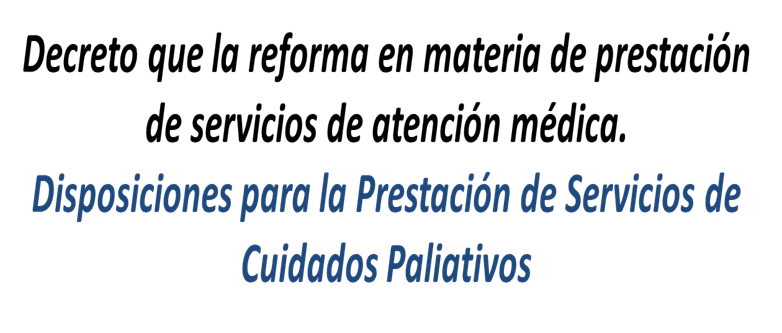 Decreto que la reforma en materia de prestación
de servicios de atención médica.
Disposiciones para la Prestación de Servicios de
Cuidados Paliativos